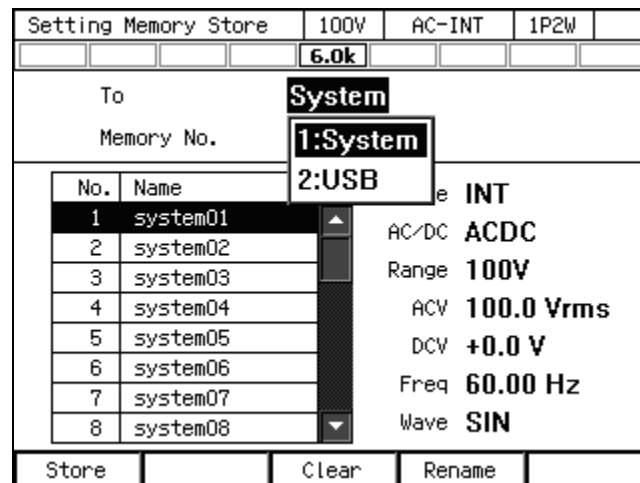 Setting Memory Store 100V AC-INT 1P2W
6.0k
To System
Memory No. 1:System
2:USB
No. Name
1 system01
2 system02
3 system03
4 system04
5 system05
6 system06
7 system07
8 system08
INT
AC/DC ACDC
Range 100V
ACV 100.0 Vrms
DCV +0.0 V
Freq 60.00 Hz
Wave SIN
Store Clear Rename